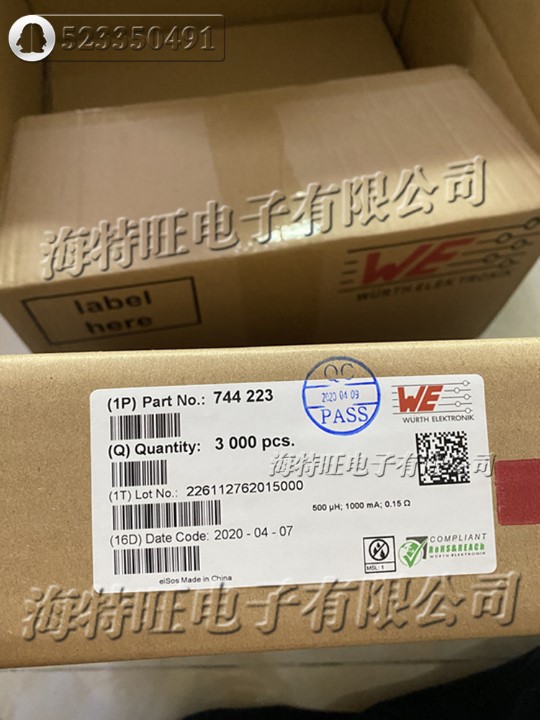 523350491
海特旺电子有限公司
WE
WÜRTH ELEKTRONIK
label
here
(1P) Part No.: 744 223
QC
2020 04 09
PASS
WE
WÜRTH ELEKTRONIK
(Q) Quantity: 3 000 pcs.
海特旺电子有限公司
(1T) Lot No.: 226112762015000
500 µH; 1000 mA; 0.15 Ω
(16D) Date Code: 2020 - 04 - 07
MSL: 1
COMPLIANT
RoHS&REACh
WÜRTH ELEKTRONIK
eiSos Made in China
海特旺电子有限公司